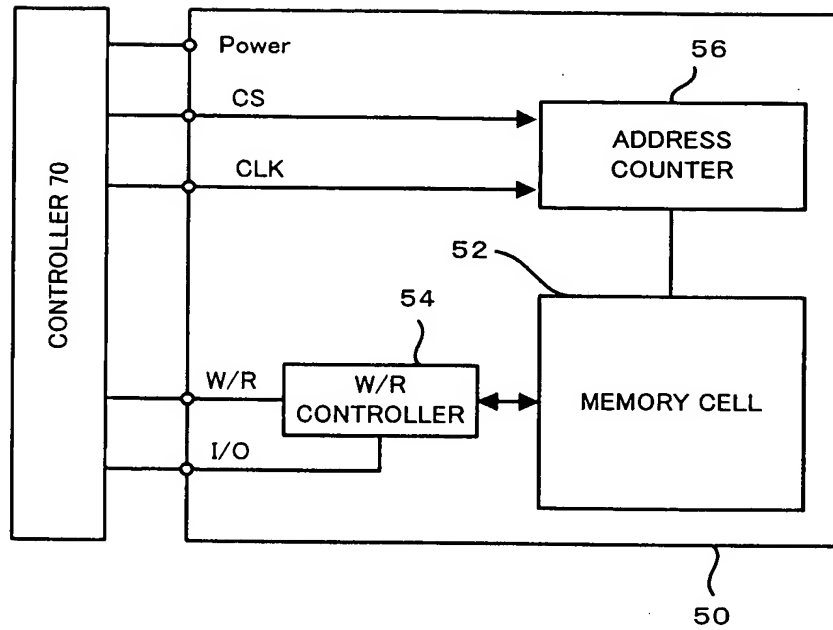 Power
56
CS
ADDRESS
COUNTER
CLK
CONTROLLER 70
52
54
W/R
W/R
CONTROLLER
MEMORY CELL
I/O
50